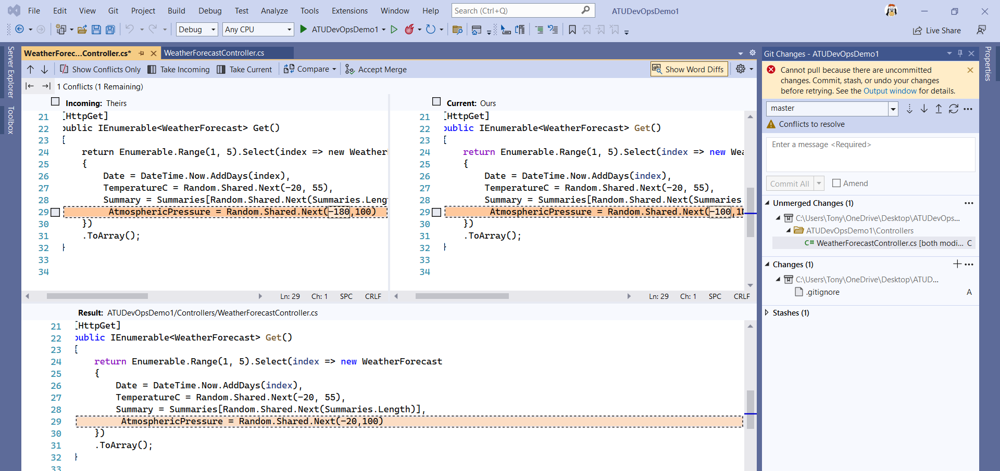 File Edit View Git Project Build Debug Test Analyze Tools Extensions Window Help Search (Ctrl+Q) ATUDevOpsDemo1
Debug Any CPU ATUDevOpsDemo1 Live Share
Server Explorer
Toolbox
WeatherForec...Controller.cs* WeatherForecastController.cs
Show Conflicts Only Take Incoming Take Current Compare Accept Merge Show Word Diffs
1 Conflicts (1 Remaining)
Incoming: Theirs
21 [HttpGet]
22 public IEnumerable<WeatherForecast> Get()
23 {
24 return Enumerable.Range(1, 5).Select(index => new Weather
25 {
26 Date = DateTime.Now.AddDays(index),
27 TemperatureC = Random.Shared.Next(-20, 55),
28 Summary = Summaries[Random.Shared.Next(Summaries.Lengt
29 AtmosphericPressure = Random.Shared.Next(-180,100)
30 })
31 .ToArray();
32 }
33
34
Ln: 29 Ch: 1 SPC CRLF
Current: Ours
21 [HttpGet]
22 public IEnumerable<WeatherForecast> Get()
23 {
24 return Enumerable.Range(1, 5).Select(index => new Wea
25 {
26 Date = DateTime.Now.AddDays(index),
27 TemperatureC = Random.Shared.Next(-20, 55),
28 Summary = Summaries[Random.Shared.Next(Summaries
29 AtmosphericPressure = Random.Shared.Next(-100,1
30 })
31 .ToArray();
32 }
33
34
Ln: 29 Ch: 1 SPC CRLF
Result: ATUDevOpsDemo1/Controllers/WeatherForecastController.cs
21 [HttpGet]
22 public IEnumerable<WeatherForecast> Get()
23 {
24 return Enumerable.Range(1, 5).Select(index => new WeatherForecast
25 {
26 Date = DateTime.Now.AddDays(index),
27 TemperatureC = Random.Shared.Next(-20, 55),
28 Summary = Summaries[Random.Shared.Next(Summaries.Length)],
29 AtmosphericPressure = Random.Shared.Next(-20,100)
30 })
31 .ToArray();
32 }
33
Git Changes - ATUDevOpsDemo1
Cannot pull because there are uncommitted
changes. Commit, stash, or undo your changes
before retrying. See the Output window for details.
master
Conflicts to resolve
Enter a message <Required>
Commit All Amend
Unmerged Changes (1)
C:\Users\Tony\OneDrive\Desktop\ATUDevOps...
ATUDevOpsDemo1\Controllers
C# WeatherForecastController.cs [both modi... C
Changes (1)
C:\Users\Tony\OneDrive\Desktop\ATUD...
.gitignore A
Stashes (1)
Properties